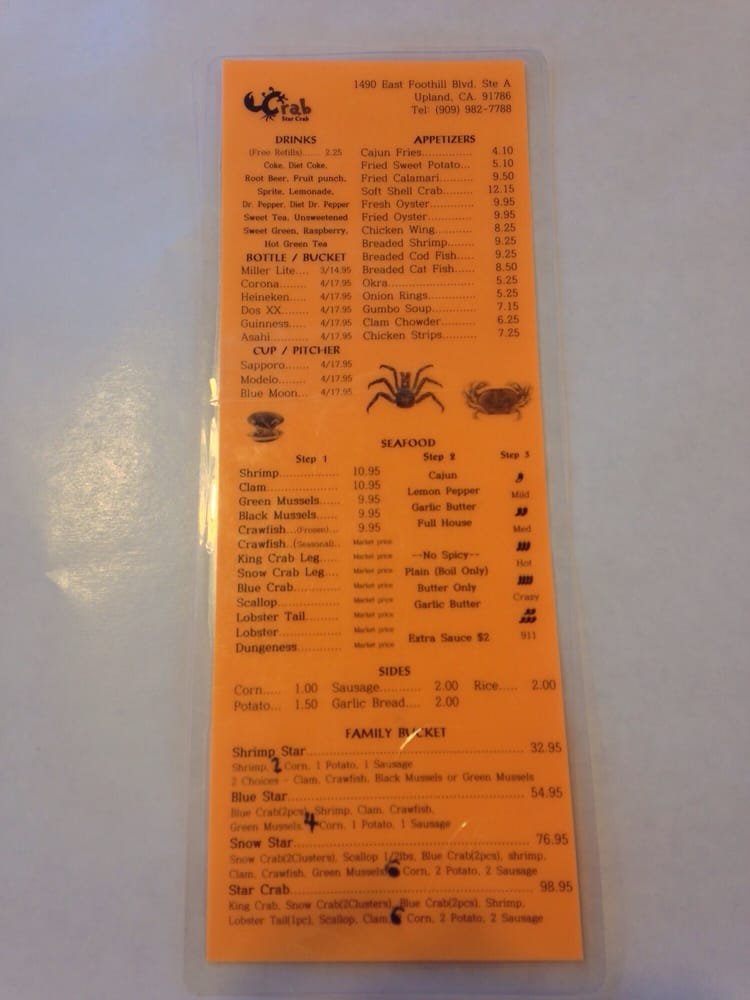 Crab
Star Crab
1490 East Foothill Blvd. Ste A
Upland, CA. 91786
Tel: (909) 982-7788
DRINKS
(Free Refills)...... 2.25
Coke, Diet Coke,
Root Beer, Fruit punch,
Sprite, Lemonade,
Dr. Pepper, Diet Dr. Pepper
Sweet Tea, Unsweetened
Sweet Green, Raspberry,
Hot Green Tea
BOTTLE / BUCKET
Miller Lite.... 3/14.95
Corona........ 4/17.95
Heineken..... 4/17.95
Dos XX........ 4/17.95
Guinness..... 4/17.95
Asahi........... 4/17.95
CUP / PITCHER
Sapporo....... 4/17.95
Modelo........ 4/17.95
Blue Moon... 4/17.95
APPETIZERS
Cajun Fries............. 4.10
Fried Sweet Potato... 5.10
Fried Calamari......... 9.50
Soft Shell Crab......... 12.15
Fresh Oyster............ 9.95
Fried Oyster............ 9.95
Chicken Wing........... 8.25
Breaded Shrimp........ 9.25
Breaded Cod Fish..... 9.25
Breaded Cat Fish...... 8.50
Okra........................ 5.25
Onion Rings............. 5.25
Gumbo Soup............ 7.15
Clam Chowder.......... 6.25
Chicken Strips.......... 7.25
SEAFOOD
Step 1
Shrimp................ 10.95
Clam................... 10.95
Green Mussels...... 9.95
Black Mussels....... 9.95
Crawfish...(Frozen)... 9.95
Crawfish...(Seasonal).. Market price
King Crab Leg..... Market price
Snow Crab Leg.... Market price
Blue Crab............ Market price
Scallop................ Market price
Lobster Tail......... Market price
Lobster............... Market price
Dungeness........... Market price
Step 2
Cajun
Lemon Pepper
Garlic Butter
Full House
--No Spicy--
Plain (Boil Only)
Butter Only
Garlic Butter
Extra Sauce $2
Step 3
Mild
Med
Hot
Crazy
911
SIDES
Corn..... 1.00 Sausage........... 2.00 Rice..... 2.00
Potato... 1.50 Garlic Bread.... 2.00
FAMILY BUCKET
Shrimp Star........................ 32.95
Shrimp, 2 Corn, 1 Potato, 1 Sausage
2 Choices - Clam, Crawfish, Black Mussels or Green Mussels
Blue Star........................ 54.95
Blue Crab(2pcs), Shrimp, Clam, Crawfish,
Green Mussels, 4 Corn, 1 Potato, 1 Sausage
Snow Star........................ 76.95
Snow Crab(2Clusters), Scallop 1/2lbs, Blue Crab(2pcs), shrimp,
Clam, Crawfish, Green Mussels 6 Corn, 2 Potato, 2 Sausage
Star Crab........................ 98.95
King Crab, Snow Crab(2Clusters), Blue Crab(2pcs), Shrimp,
Lobster Tail(1pc), Scallop, Clam 6 Corn, 2 Potato, 2 Sausage